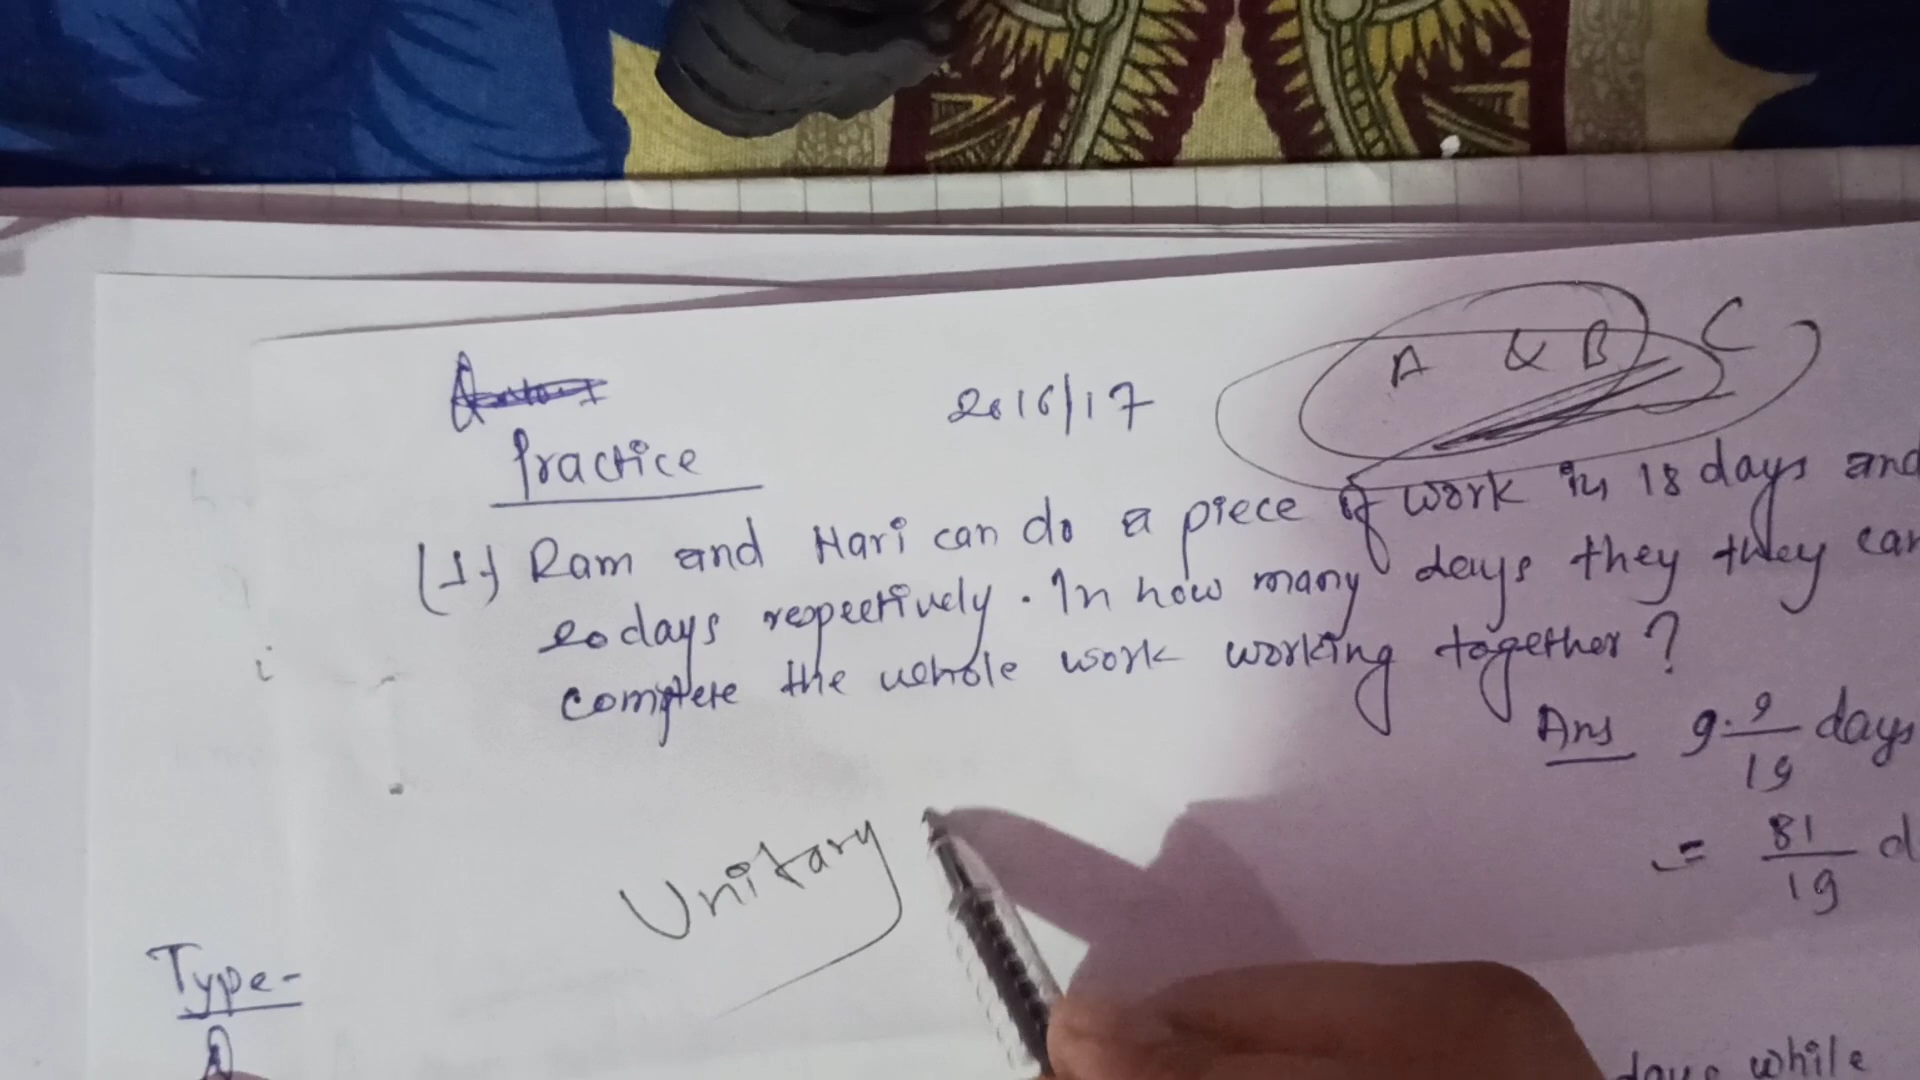 A & B C
2016/17
Practice
(1) Ram and Hari can do a piece of work in 18 days and
20 days respectively. In how many days they they can
complete the whole work working together?
Ans 9 9/19 days
= 81/19 d
Unitary
Type-
A
days while